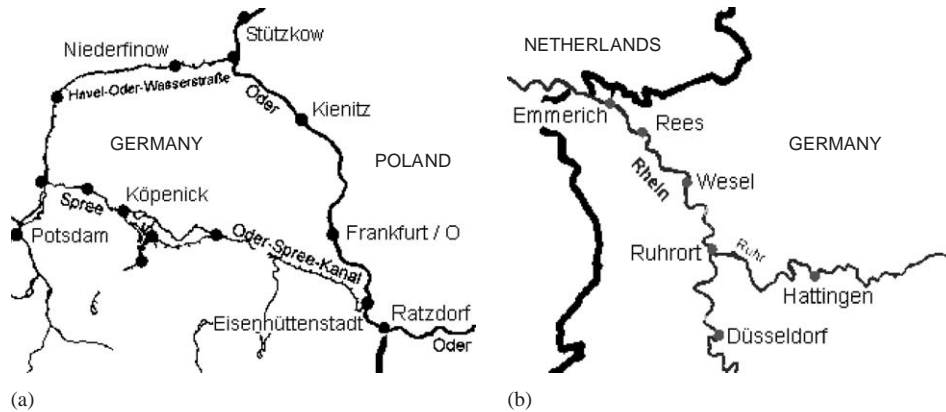 Stützkow
Niederfinow
Havel-Oder-Wasserstraße
Oder
Kienitz
GERMANY
POLAND
Köpenick
Spree
Potsdam
Oder-Spree-Kanal
Frankfurt / O
Eisenhüttenstadt
Ratzdorf
Oder
(a)
NETHERLANDS
Emmerich
Rees
GERMANY
Rhein
Wesel
Ruhrort
Ruhr
Hattingen
Düsseldorf
(b)